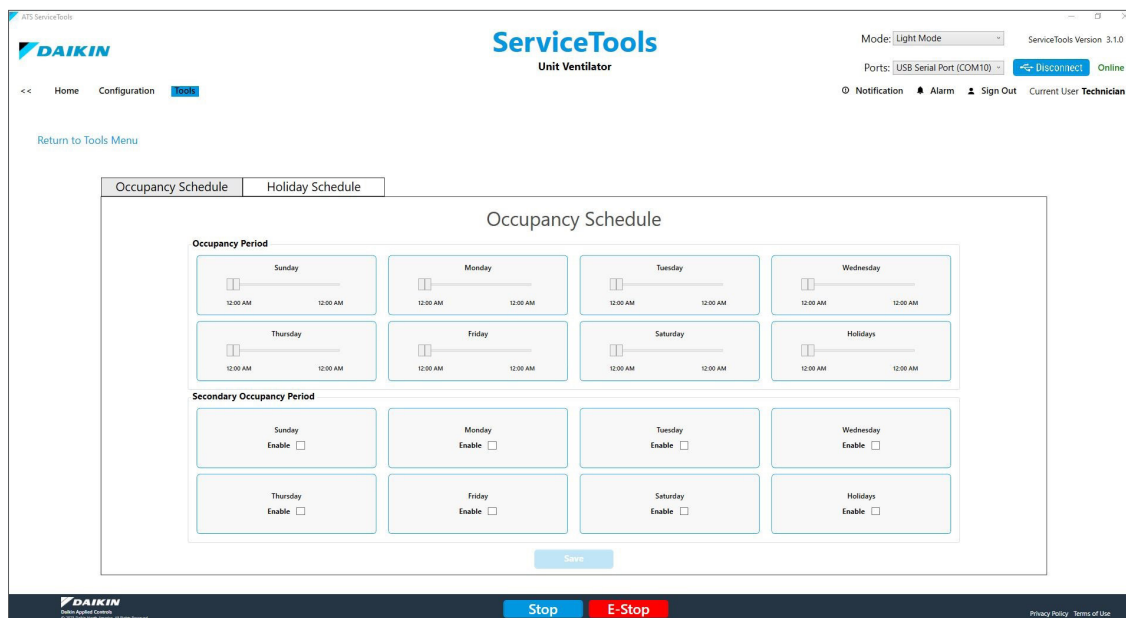 ATS ServiceTools
DAIKIN
ServiceTools
Unit Ventilator
Mode: Light Mode
ServiceTools Version 3.1.0
Ports: USB Serial Port (COM10)
Disconnect
Online
<< Home Configuration Tools
Notification Alarm Sign Out Current User Technician
Return to Tools Menu
Occupancy Schedule Holiday Schedule
Occupancy Schedule
Occupancy Period
Sunday Monday Tuesday Wednesday
12:00 AM 12:00 AM 12:00 AM 12:00 AM 12:00 AM 12:00 AM 12:00 AM 12:00 AM
Thursday Friday Saturday Holidays
12:00 AM 12:00 AM 12:00 AM 12:00 AM 12:00 AM 12:00 AM 12:00 AM 12:00 AM
Secondary Occupancy Period
Sunday Monday Tuesday Wednesday
Enable Enable Enable Enable
Thursday Friday Saturday Holidays
Enable Enable Enable Enable
Save
DAIKIN
Daikin Applied Controls
Stop E-Stop
Privacy Policy Terms of Use